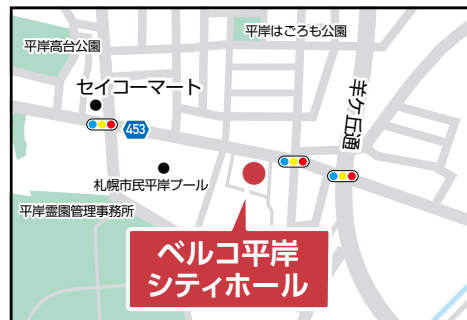 平岸はごろも公園
平岸高台公園
セイコーマート
453
羊ケ丘通
札幌市民平岸プール
平岸霊園管理事務所
ベルコ平岸
シティホール